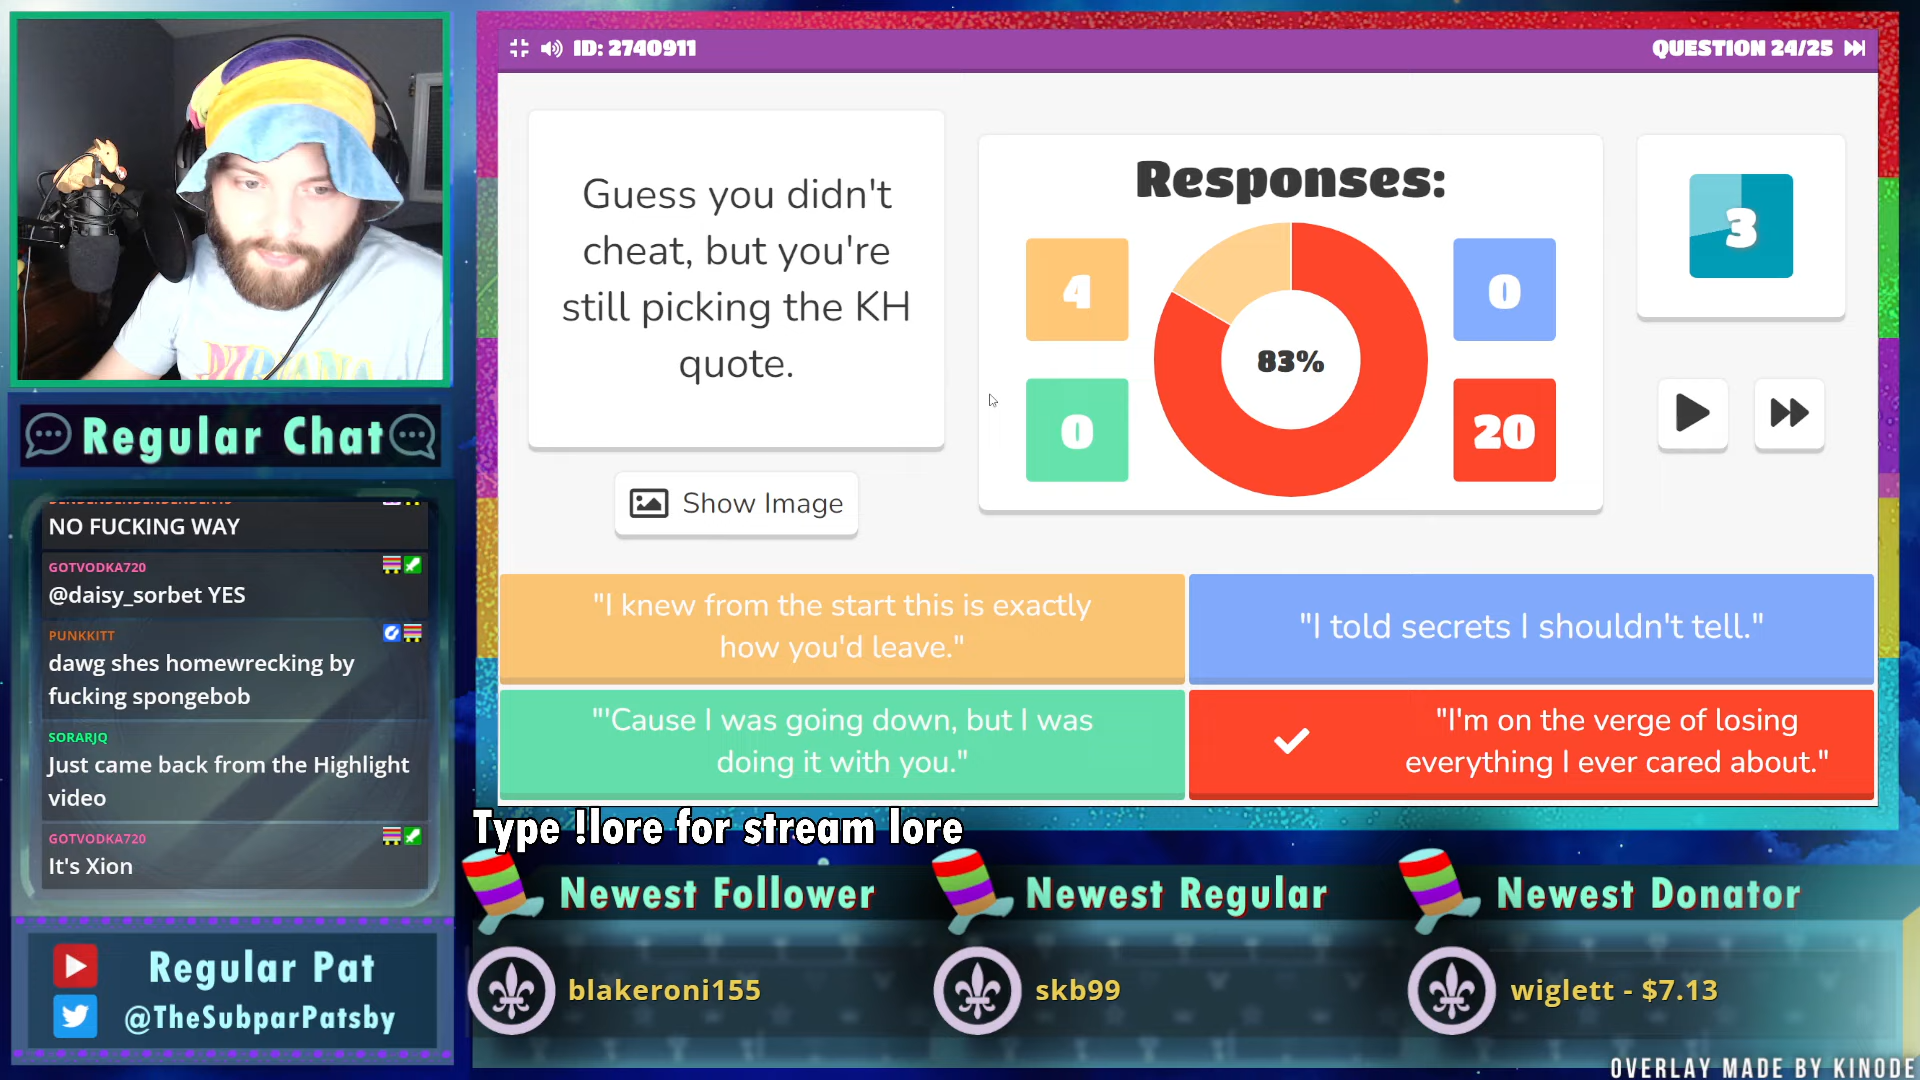 ID: 2740911
QUESTION 24/25
Guess you didn't
cheat, but you're
still picking the KH
quote.
Show Image
Responses:
4
0
0
20
83%
3
"I knew from the start this is exactly
how you'd leave."
"I told secrets I shouldn't tell."
"'Cause I was going down, but I was
doing it with you."
"I'm on the verge of losing
everything I ever cared about."
Regular Chat
NO FUCKING WAY
GOTVODKA720
@daisy_sorbet YES
PUNKKITT
dawg shes homewrecking by
fucking spongebob
SORARJQ
Just came back from the Highlight
video
GOTVODKA720
It's Xion
Regular Pat
@TheSubparPatsby
Type !lore for stream lore
Newest Follower
blakeroni155
Newest Regular
skb99
Newest Donator
wiglett - $7.13
OVERLAY MADE BY KINODE